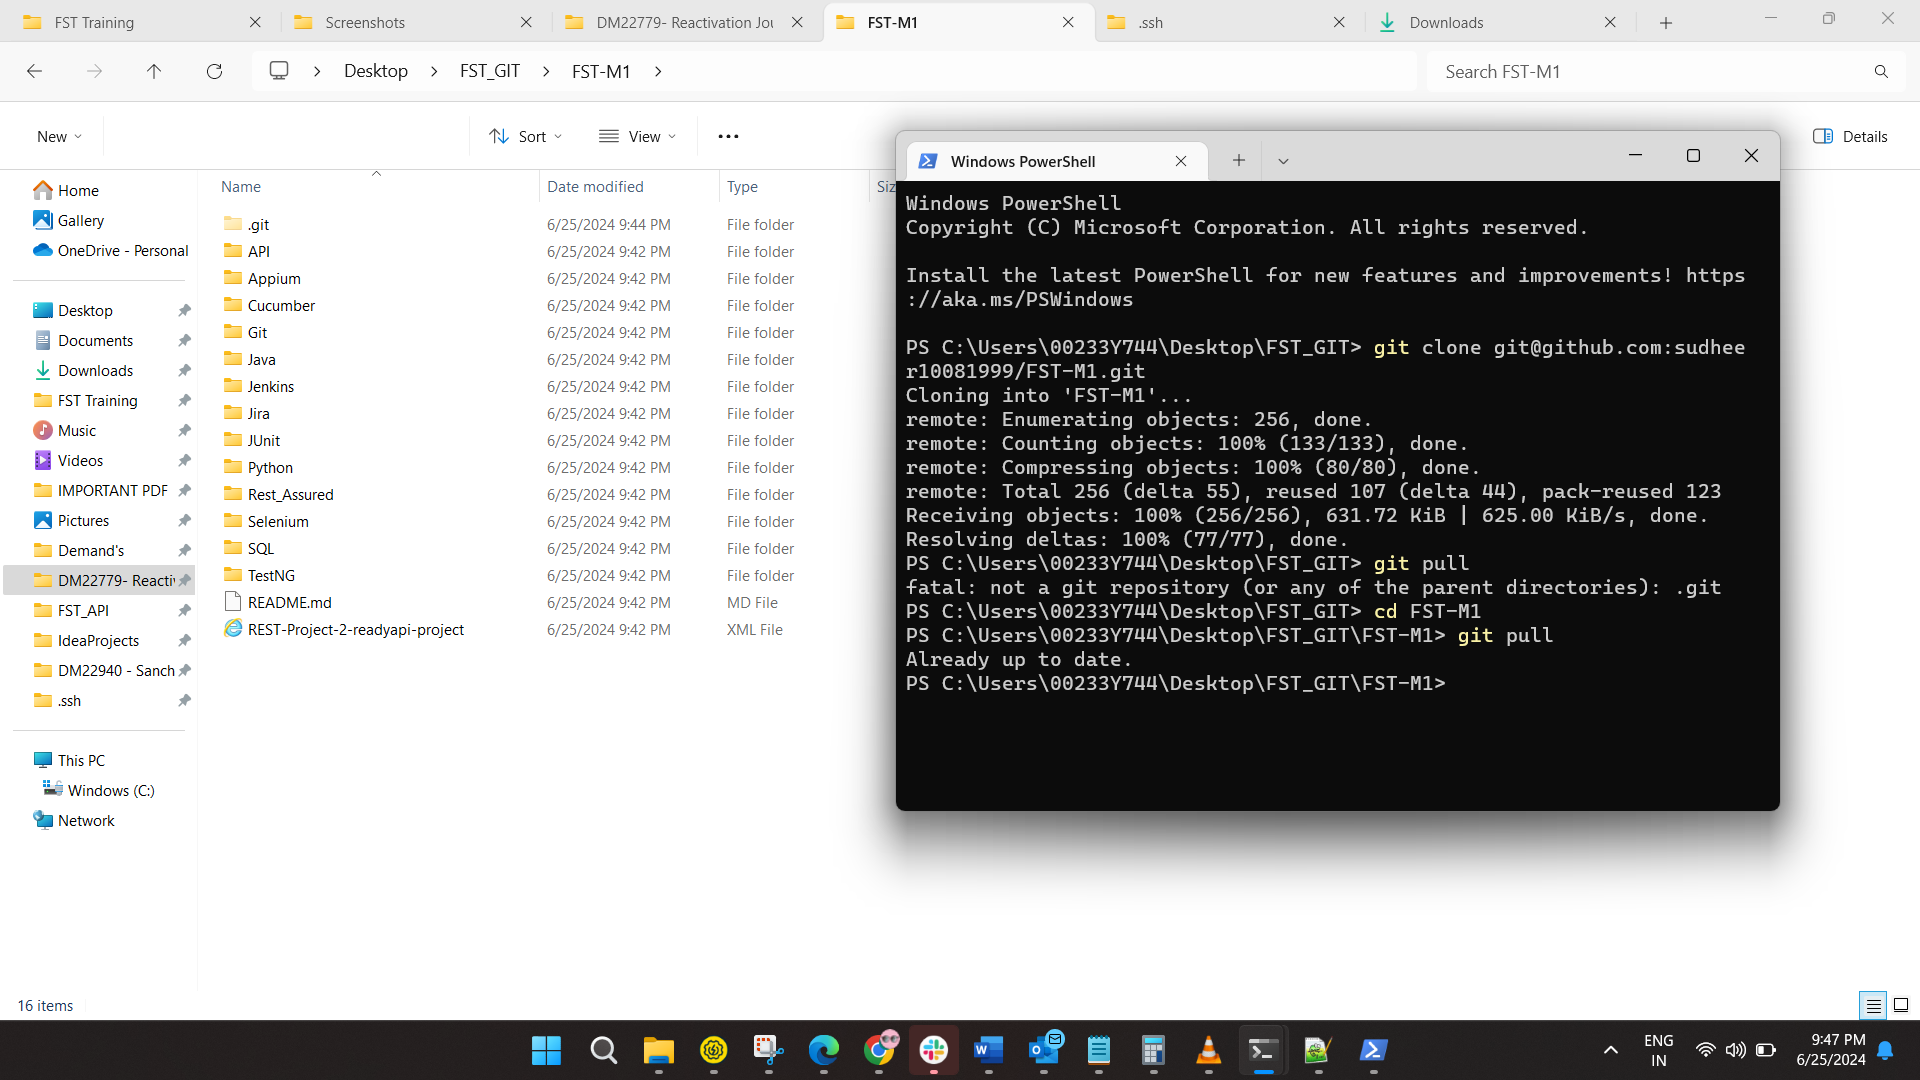 FST Training
Screenshots
DM22779- Reactivation Jou
FST-M1
.ssh
Downloads
Desktop
FST_GIT
FST-M1
Search FST-M1
New
Sort
View
Details
Home
Gallery
OneDrive - Personal
Desktop
Documents
Downloads
FST Training
Music
Videos
IMPORTANT PDF
Pictures
Demand's
DM22779- Reactiv
FST_API
IdeaProjects
DM22940 - Sanch
.ssh
This PC
Windows (C:)
Network
Name Date modified Type Siz
.git 6/25/2024 9:44 PM File folder
API 6/25/2024 9:42 PM File folder
Appium 6/25/2024 9:42 PM File folder
Cucumber 6/25/2024 9:42 PM File folder
Git 6/25/2024 9:42 PM File folder
Java 6/25/2024 9:42 PM File folder
Jenkins 6/25/2024 9:42 PM File folder
Jira 6/25/2024 9:42 PM File folder
JUnit 6/25/2024 9:42 PM File folder
Python 6/25/2024 9:42 PM File folder
Rest_Assured 6/25/2024 9:42 PM File folder
Selenium 6/25/2024 9:42 PM File folder
SQL 6/25/2024 9:42 PM File folder
TestNG 6/25/2024 9:42 PM File folder
README.md 6/25/2024 9:42 PM MD File
REST-Project-2-readyapi-project 6/25/2024 9:42 PM XML File
Windows PowerShell
Windows PowerShell
Copyright (C) Microsoft Corporation. All rights reserved.
Install the latest PowerShell for new features and improvements! https
://aka.ms/PSWindows
PS C:\Users\00233Y744\Desktop\FST_GIT> git clone git@github.com:sudhee
r10081999/FST-M1.git
Cloning into 'FST-M1'...
remote: Enumerating objects: 256, done.
remote: Counting objects: 100% (133/133), done.
remote: Compressing objects: 100% (80/80), done.
remote: Total 256 (delta 55), reused 107 (delta 44), pack-reused 123
Receiving objects: 100% (256/256), 631.72 KiB | 625.00 KiB/s, done.
Resolving deltas: 100% (77/77), done.
PS C:\Users\00233Y744\Desktop\FST_GIT> git pull
fatal: not a git repository (or any of the parent directories): .git
PS C:\Users\00233Y744\Desktop\FST_GIT> cd FST-M1
PS C:\Users\00233Y744\Desktop\FST_GIT\FST-M1> git pull
Already up to date.
PS C:\Users\00233Y744\Desktop\FST_GIT\FST-M1>
16 items
ENG
IN
9:47 PM
6/25/2024